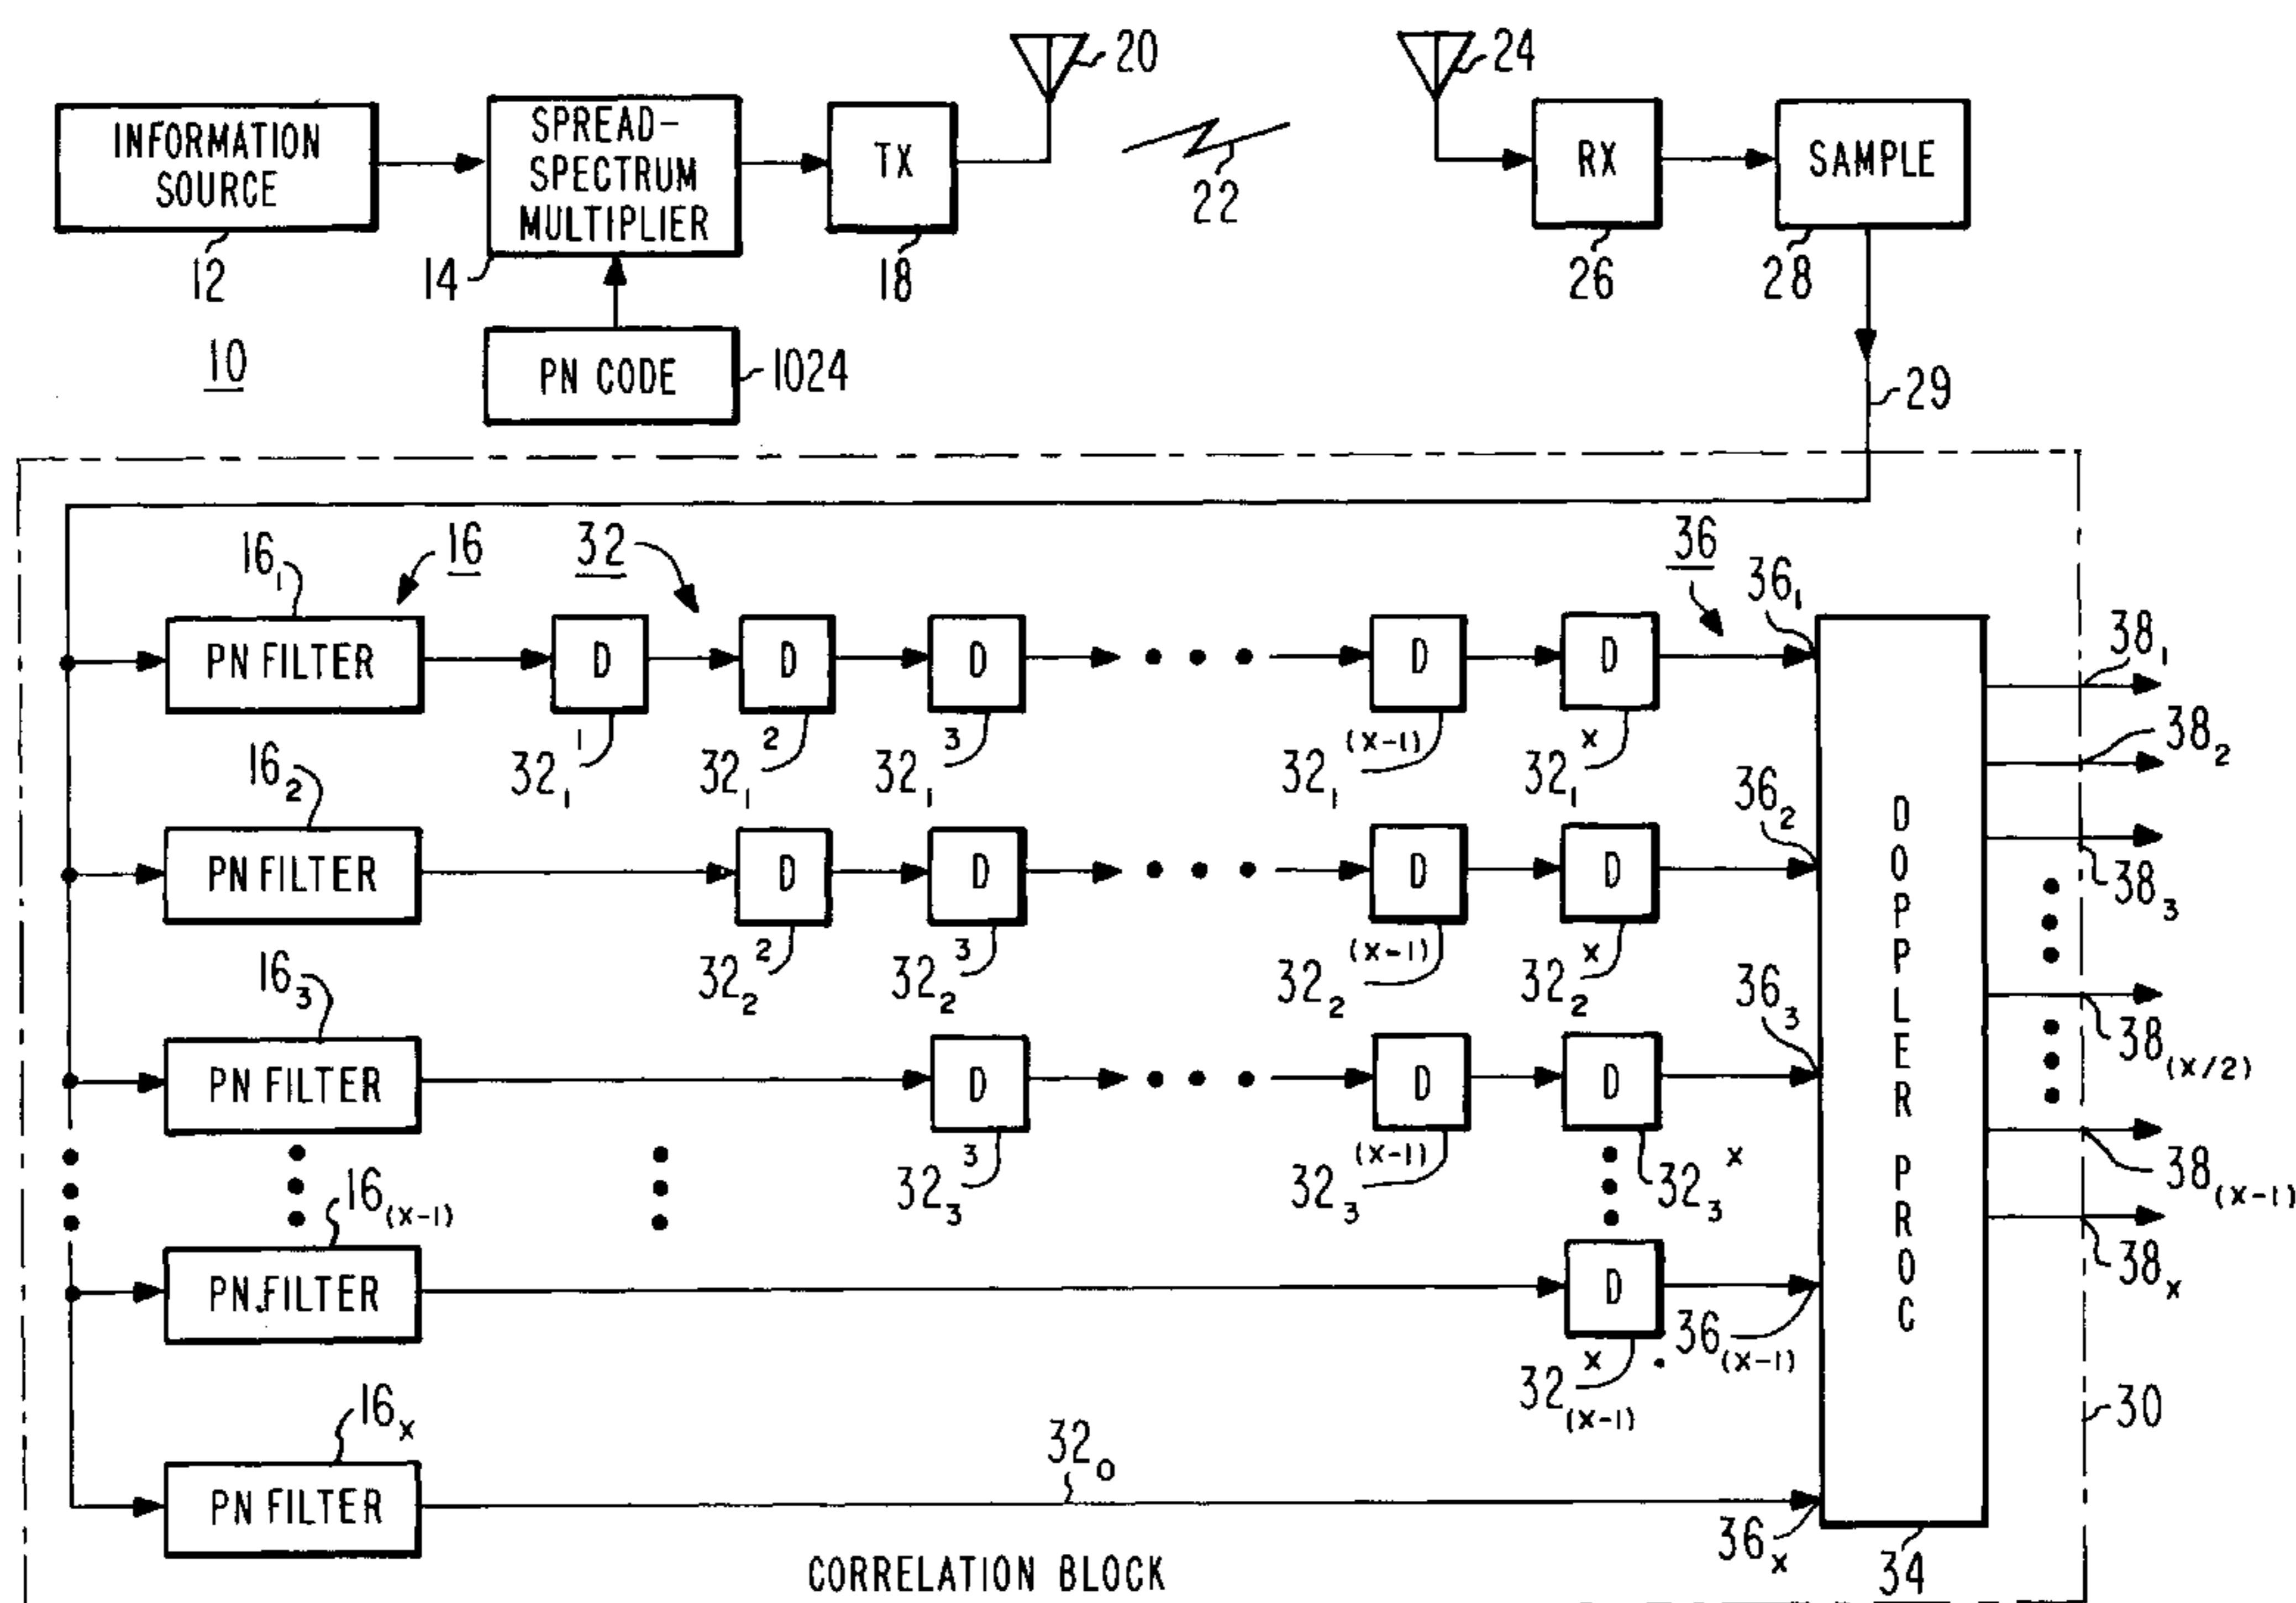 INFORMATION
SOURCE
12
SPREAD-
SPECTRUM
MULTIPLIER
14
TX
18
20
22
24
RX
26
SAMPLE
28
10
PN CODE
1024
29
16₁
16
32
36
36₁
PN FILTER
D
D
D
D
D
32₁¹
32₁²
32₁³
32₁⁽ˣ⁻¹⁾
32₁ˣ
38₁
38₂
38₃
16₂
PN FILTER
D
D
D
D
36₂
32₂²
32₂³
32₂⁽ˣ⁻¹⁾
32₂ˣ
16₃
PN FILTER
D
D
D
36₃
32₃³
32₃⁽ˣ⁻¹⁾
32₃ˣ
DOPPLER PROC
38₍ₓ/₂₎
38₍ₓ₋₁₎
38ₓ
16₍ₓ₋₁₎
PN FILTER
D
36₍ₓ₋₁₎
32₍ₓ₋₁₎ˣ
30
16ₓ
PN FILTER
32₀
36ₓ
34
CORRELATION BLOCK